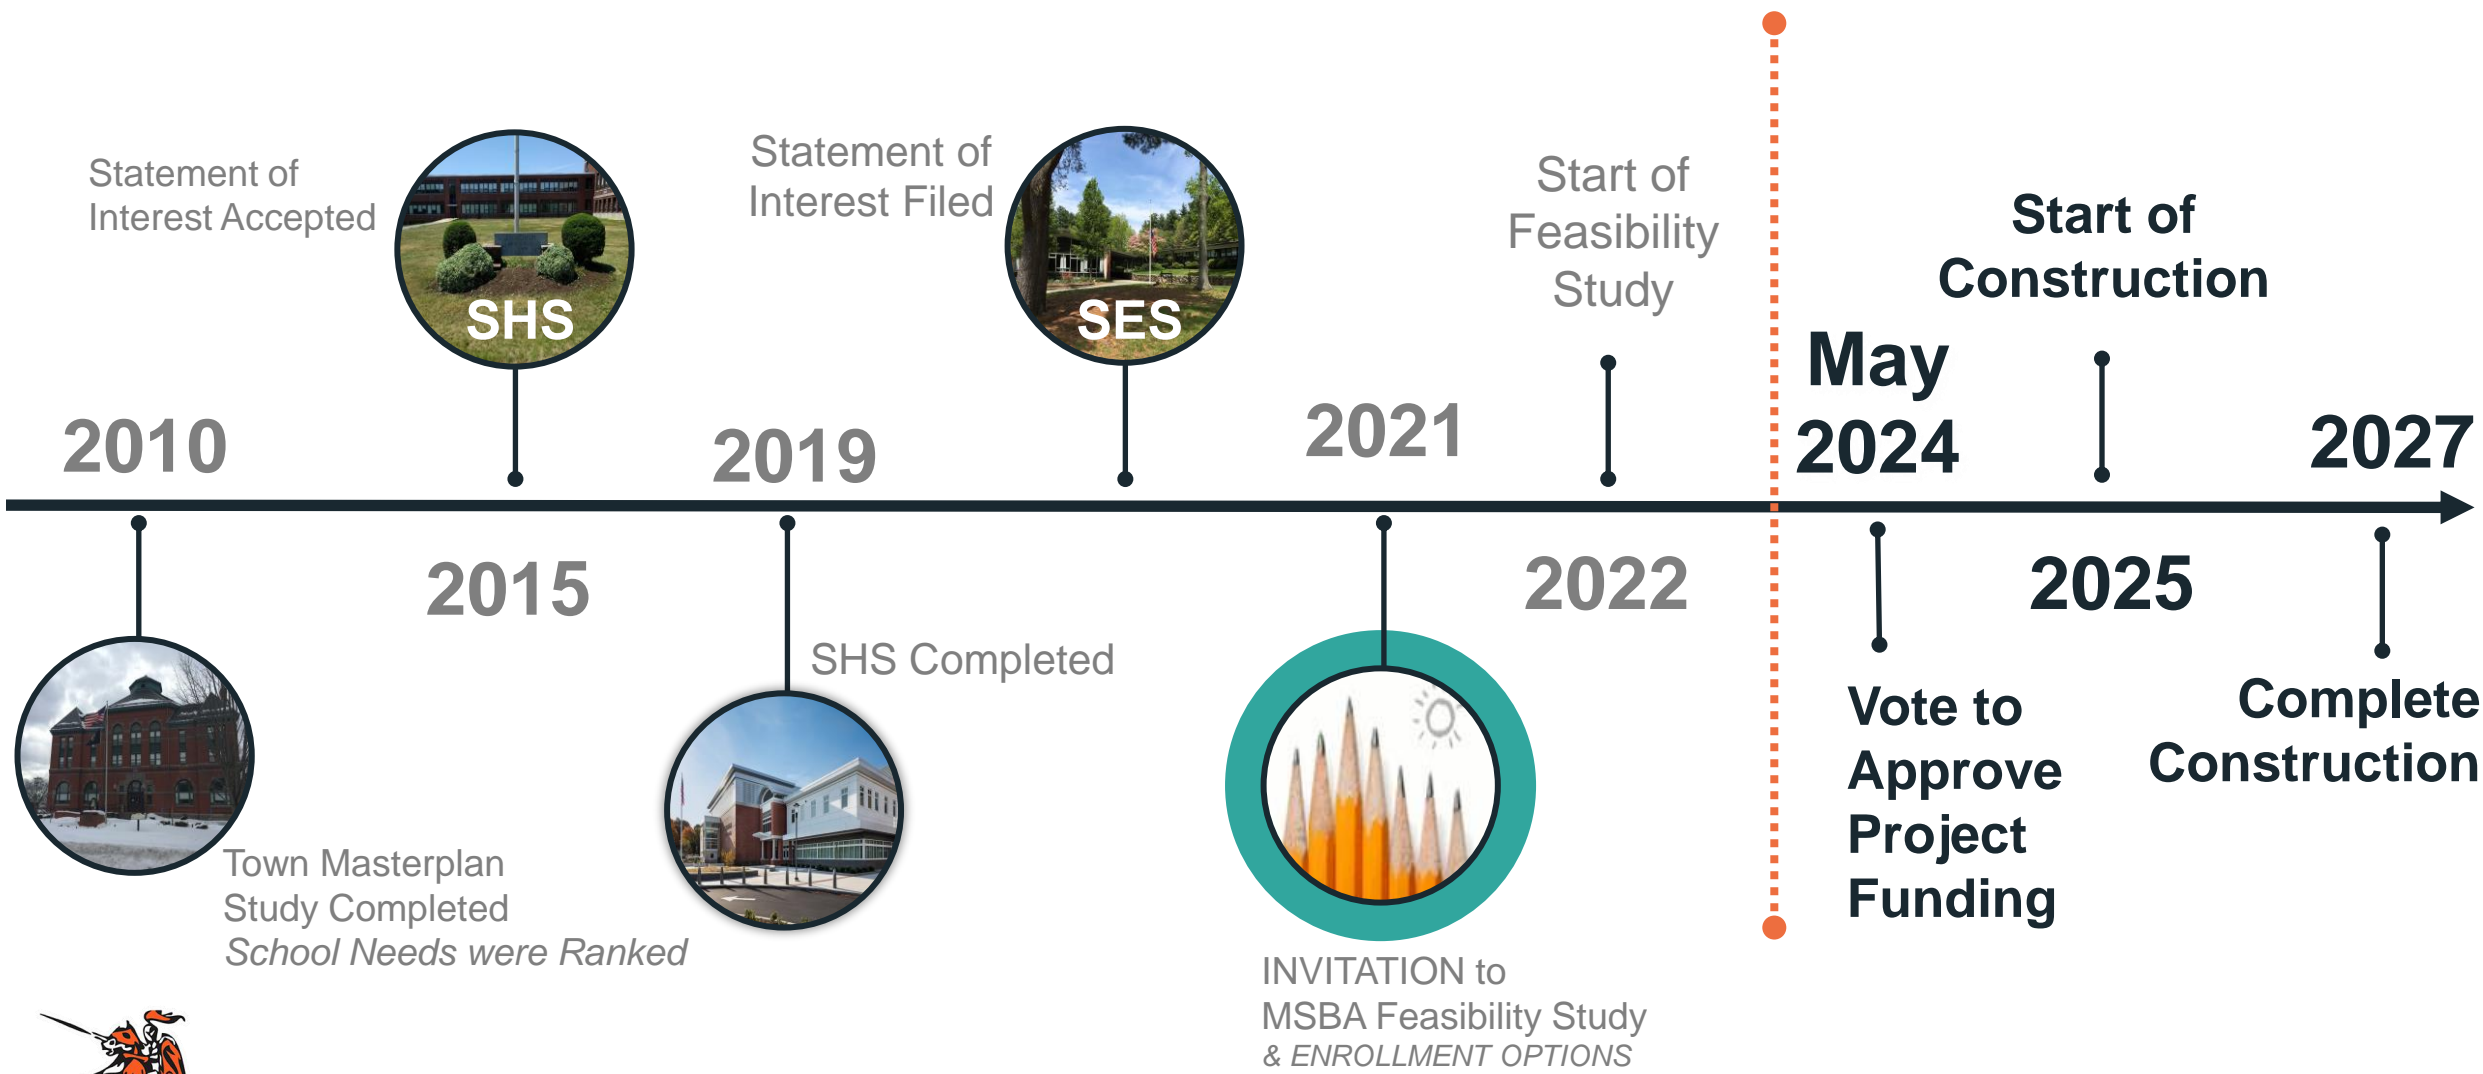 Statement of
Interest Accepted
SHS
Statement of
Interest Filed
SES
Start of
Feasibility
Study
Start of
Construction
2010
2019
2021
May
2024
2027
2015
2022
2025
SHS Completed
Town Masterplan
Study Completed
School Needs were Ranked
INVITATION to
MSBA Feasibility Study
& ENROLLMENT OPTIONS
Vote to
Approve
Project
Funding
Complete
Construction